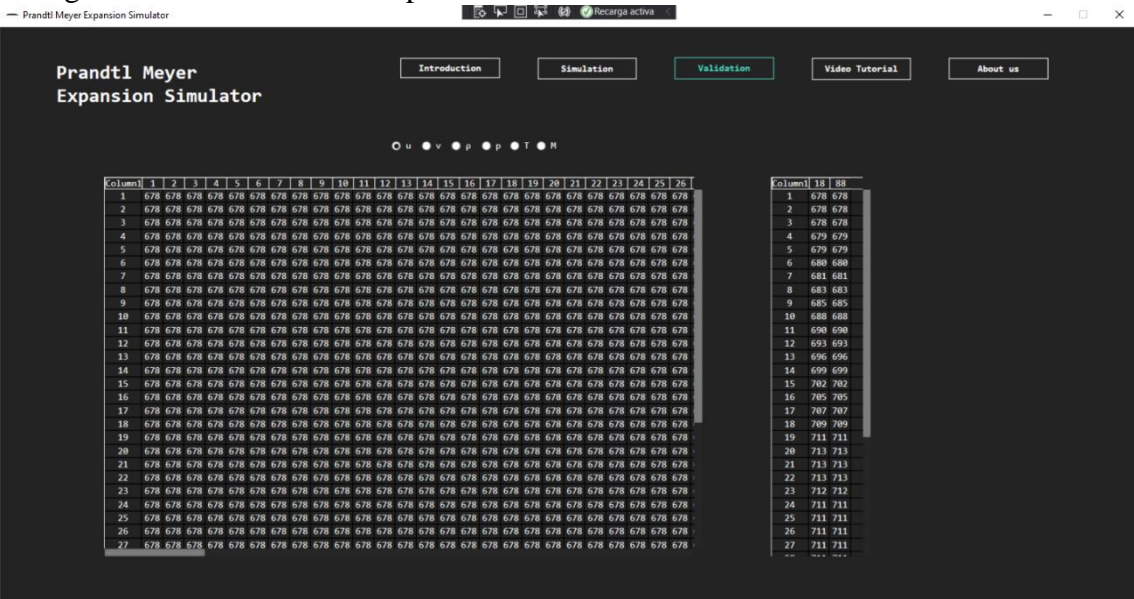 Prandtl Meyer Expansion Simulator
Recarga activa
Prandtl Meyer
Expansion Simulator
Introduction
Simulation
Validation
Video Tutorial
About us
u v ρ p T M
Column1 1 2 3 4 5 6 7 8 9 10 11 12 13 14 15 16 17 18 19 20 21 22 23 24 25 26
1 678 678 678 678 678 678 678 678 678 678 678 678 678 678 678 678 678 678 678 678 678 678 678 678 678 678
2 678 678 678 678 678 678 678 678 678 678 678 678 678 678 678 678 678 678 678 678 678 678 678 678 678 678
3 678 678 678 678 678 678 678 678 678 678 678 678 678 678 678 678 678 678 678 678 678 678 678 678 678 678
4 678 678 678 678 678 678 678 678 678 678 678 678 678 678 678 678 678 678 678 678 678 678 678 678 678 678
5 678 678 678 678 678 678 678 678 678 678 678 678 678 678 678 678 678 678 678 678 678 678 678 678 678 678
6 678 678 678 678 678 678 678 678 678 678 678 678 678 678 678 678 678 678 678 678 678 678 678 678 678 678
7 678 678 678 678 678 678 678 678 678 678 678 678 678 678 678 678 678 678 678 678 678 678 678 678 678 678
8 678 678 678 678 678 678 678 678 678 678 678 678 678 678 678 678 678 678 678 678 678 678 678 678 678 678
9 678 678 678 678 678 678 678 678 678 678 678 678 678 678 678 678 678 678 678 678 678 678 678 678 678 678
10 678 678 678 678 678 678 678 678 678 678 678 678 678 678 678 678 678 678 678 678 678 678 678 678 678 678
11 678 678 678 678 678 678 678 678 678 678 678 678 678 678 678 678 678 678 678 678 678 678 678 678 678 678
12 678 678 678 678 678 678 678 678 678 678 678 678 678 678 678 678 678 678 678 678 678 678 678 678 678 678
13 678 678 678 678 678 678 678 678 678 678 678 678 678 678 678 678 678 678 678 678 678 678 678 678 678 678
14 678 678 678 678 678 678 678 678 678 678 678 678 678 678 678 678 678 678 678 678 678 678 678 678 678 678
15 678 678 678 678 678 678 678 678 678 678 678 678 678 678 678 678 678 678 678 678 678 678 678 678 678 678
16 678 678 678 678 678 678 678 678 678 678 678 678 678 678 678 678 678 678 678 678 678 678 678 678 678 678
17 678 678 678 678 678 678 678 678 678 678 678 678 678 678 678 678 678 678 678 678 678 678 678 678 678 678
18 678 678 678 678 678 678 678 678 678 678 678 678 678 678 678 678 678 678 678 678 678 678 678 678 678 678
19 678 678 678 678 678 678 678 678 678 678 678 678 678 678 678 678 678 678 678 678 678 678 678 678 678 678
20 678 678 678 678 678 678 678 678 678 678 678 678 678 678 678 678 678 678 678 678 678 678 678 678 678 678
21 678 678 678 678 678 678 678 678 678 678 678 678 678 678 678 678 678 678 678 678 678 678 678 678 678 678
22 678 678 678 678 678 678 678 678 678 678 678 678 678 678 678 678 678 678 678 678 678 678 678 678 678 678
23 678 678 678 678 678 678 678 678 678 678 678 678 678 678 678 678 678 678 678 678 678 678 678 678 678 678
24 678 678 678 678 678 678 678 678 678 678 678 678 678 678 678 678 678 678 678 678 678 678 678 678 678 678
25 678 678 678 678 678 678 678 678 678 678 678 678 678 678 678 678 678 678 678 678 678 678 678 678 678 678
26 678 678 678 678 678 678 678 678 678 678 678 678 678 678 678 678 678 678 678 678 678 678 678 678 678 678
27 678 678 678 678 678 678 678 678 678 678 678 678 678 678 678 678 678 678 678 678 678 678 678 678 678 678
Column1 18 88
1 678 678
2 678 678
3 678 678
4 679 679
5 679 679
6 680 680
7 681 681
8 683 683
9 685 685
10 688 688
11 690 690
12 693 693
13 696 696
14 699 699
15 702 702
16 705 705
17 707 707
18 709 709
19 711 711
20 713 713
21 713 713
22 713 713
23 712 712
24 711 711
25 711 711
26 711 711
27 711 711